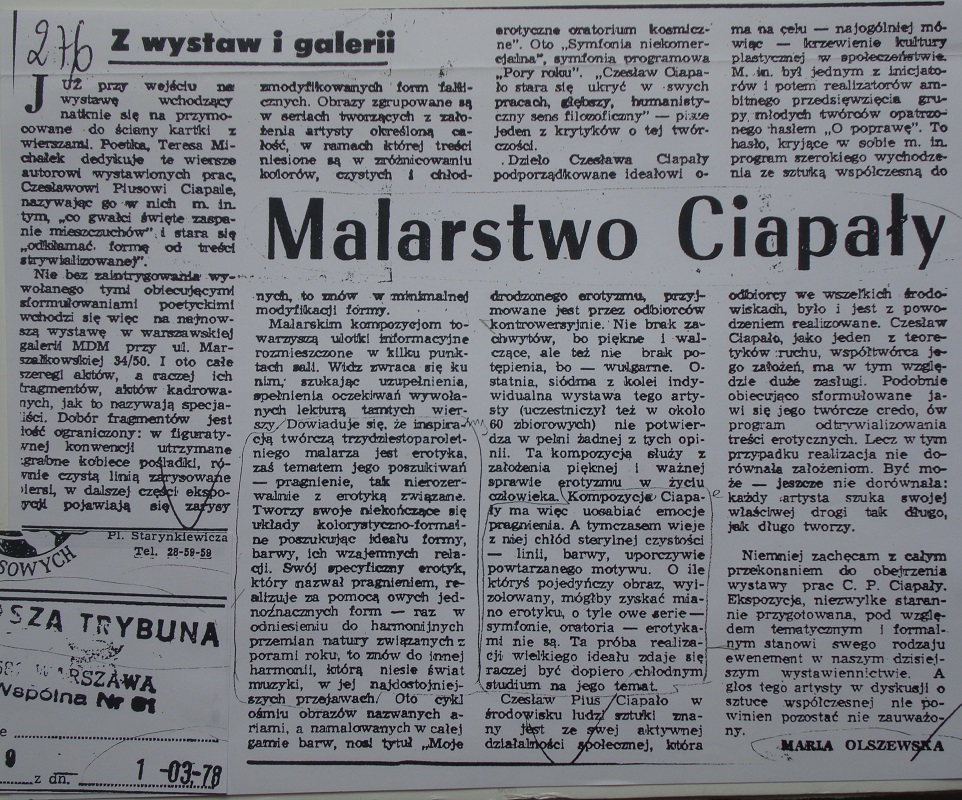 276
Z wystaw i galerii
Malarstwo Ciapały
JUŻ przy wejściu na
wystawę wchodzący
natknie się na przymo-
cowane do ściany kartki z
wierszami. Poetka, Teresa Mi-
chałek dedykuje te wiersze
autorowi wystawionych prac,
Czesławowi Piusowi Ciapale,
nazywając go w nich m. in.
tym, „co gwałci święte zaspa-
nie mieszczuchów” i stara się
„odkłamać formę od treści
strywializowanej”.
Nie bez zaintrygowania wy-
wołanego tymi obiecującymi
sformułowaniami poetyckimi
wchodzi się więc na najnow-
szą wystawę w warszawskiej
galerii MDM przy ul. Mar-
szałkowskiej 34/50. I oto całe
szeregi aktów, a raczej ich
fragmentów, aktów kadrowa-
nych, jak to nazywają specja-
liści. Dobór fragmentów jest
dość ograniczony: w figuraty-
wnej konwencji utrzymane
zgrabne kobiece pośladki, ró-
wnie czystą linią zarysowane
piersi, w dalszej części ekspo-
zycji pojawiają się zarysy
zmodyfikowanych form falli-
cznych. Obrazy zgrupowane są
w seriach tworzących z zało-
żenia artysty określoną ca-
łość, w ramach której treści
niesione są w zróżnicowaniu
kolorów, czystych i chłod-
nych, to znów w minimalnej
modyfikacji formy.
Malarskim kompozycjom to-
warzyszą ulotki informacyjne
rozmieszczone w kilku punk-
tach sali. Widz zwraca się ku
nim, szukając uzupełnienia,
spełnienia oczekiwań wywoła-
nych lekturą tamtych wier-
szy. Dowiaduje się, że inspira-
cją twórczą trzydziestoparolet-
niego malarza jest erotyka,
zaś tematem jego poszukiwań
— pragnienie, tak nierozer-
walnie z erotyką związane.
Tworzy swoje niekończące się
układy kolorystyczno-formal-
ne poszukując ideału formy,
barwy, ich wzajemnych rela-
cji. Swój specyficzny erotyk,
który nazwał pragnieniem, re-
alizuje za pomocą owych jed-
noznacznych form — raz w
odniesieniu do harmonijnych
przemian natury związanych z
porami roku, to znów do innej
harmonii, którą niesie świat
muzyki, w jej najdostojniej-
szych przejawach. Oto cykl
ośmiu obrazów nazwanych a-
riami, a namalowanych w całej
gamie barw, nosi tytuł „Moje
erotyczne oratorium kosmicz-
ne”. Oto „Symfonia niekomer-
cjalna”, symfonia programowa
„Pory roku”. „Czesław Ciapa-
ło stara się ukryć w swych
pracach, głębszy, humanisty-
czny sens filozoficzny” — pisze
jeden z krytyków o tej twór-
czości.
Dzieło Czesława Ciapały
podporządkowane ideałowi o-
drodzonego erotyzmu, przyj-
mowane jest przez odbiorców
kontrowersyjnie. Nie brak za-
chwytów, bo piękne i wal-
czące, ale też nie brak po-
tępienia, bo — wulgarne. O-
statnia, siódma z kolei indy-
widualna wystawa tego arty-
sty (uczestniczył też w około
60 zbiorowych) nie potwier-
dza w pełni żadnej z tych opi-
nii. Ta kompozycja służy z
założenia pięknej i ważnej
sprawie erotyzmu w życiu
człowieka. Kompozycje Ciapa-
ły ma więc uosabiać emocje
pragnienia. A tymczasem wieje
z niej chłód sterylnej czystości
— linii, barwy, uporczywie
powtarzanego motywu. O ile
któryś pojedyńczy obraz, wyi-
zolowany, mógłby zyskać mia-
no erotyku, o tyle owe serie —
symfonie, oratoria — erotyka-
mi nie są. Ta próba realiza-
cji wielkiego ideału zdaje się
raczej być dopiero chłodnym
studium na jego temat.
Czesław Pius Ciapało w
środowisku ludzi sztuki zna-
ny jest ze swej aktywnej
działalności społecznej, która
ma na celu — najogólniej mó-
wiąc — krzewienie kultury
plastycznej w społeczeństwie.
M. in. był jednym z inicjato-
rów i potem realizatorów am-
bitnego przedsięwzięcia gru-
py młodych twórców opatrzo-
nego hasłem „O poprawę”. To
hasło, kryjące w sobie m. in.
program szerokiego wychodze-
nia ze sztuką współczesną do
odbiorcy we wszelkich środo-
wiskach, było i jest z powo-
dzeniem realizowane. Czesław
Ciapało, jako jeden z teore-
tyków ruchu, współtwórca je-
go założeń, ma w tym wzglę-
dzie duże zasługi. Podobnie
obiecująco sformułowane ja-
wi się jego twórcze credo, ów
program odtrywializowania
treści erotycznych. Lecz w tym
przypadku realizacja nie do-
równała założeniom. Być mo-
że — jeszcze nie dorównała:
każdy artysta szuka swojej
właściwej drogi tak długo,
jak długo tworzy.
Niemniej zachęcam z całym
przekonaniem do obejrzenia
wystawy prac C. P. Ciapały.
Ekspozycja, niezwykle staran-
nie przygotowana, pod wzglę-
dem tematycznym i formal-
nym stanowi swego rodzaju
ewenement w naszym dzisiej-
szym wystawiennictwie. A
głos tego artysty w dyskusji o
sztuce współczesnej nie po-
winien pozostać nie zauważo-
ny.
MARIA OLSZEWSKA
SOWYCH
Pl. Starynkiewicza
Tel. 28-59-59
SZA TRYBUNA
WARSZAWA
Wspólna Nr 61
9 z dn. 1 -03,-78